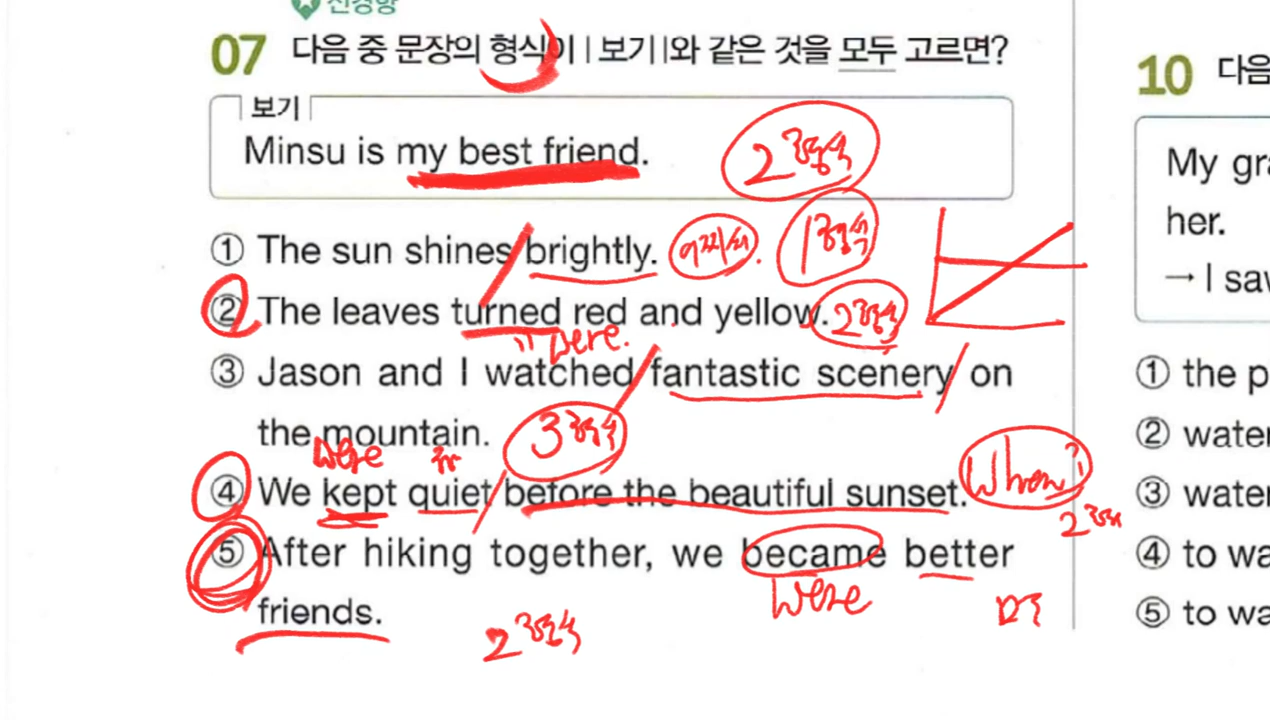 신경향
07 다음 중 문장의 형식이 | 보기 |와 같은 것을 모두 고르면?
보기
Minsu is my best friend.
2형식
① The sun shines brightly.
1형식
② The leaves turned red and yellow.
2형식
were.
③ Jason and I watched fantastic scenery on
the mountain.
3형식
were
④ We kept quiet before the beautiful sunset.
When?
2형식
⑤ After hiking together, we became better
friends.
were
2형식
10 다음
My gra
her.
→ I saw
① the p
② water
③ water
④ to wa
⑤ to wa